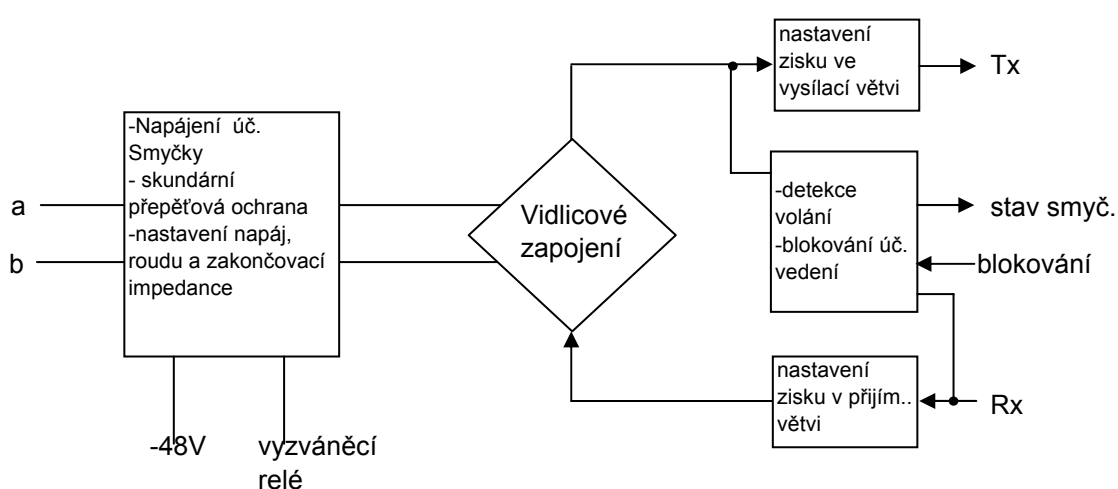 nastavení
zisku ve
vysílací větvi
Tx
-Napájení úč.
Smyčky
- skundární
přepěťová ochrana
-nastavení napáj,
roudu a zakončovací
impedance
a
b
Vidlicové
zapojení
-detekce
volání
-blokování úč.
vedení
stav smyč.
blokování
nastavení
zisku v přijím..
větvi
Rx
-48V
vyzváněcí
relé